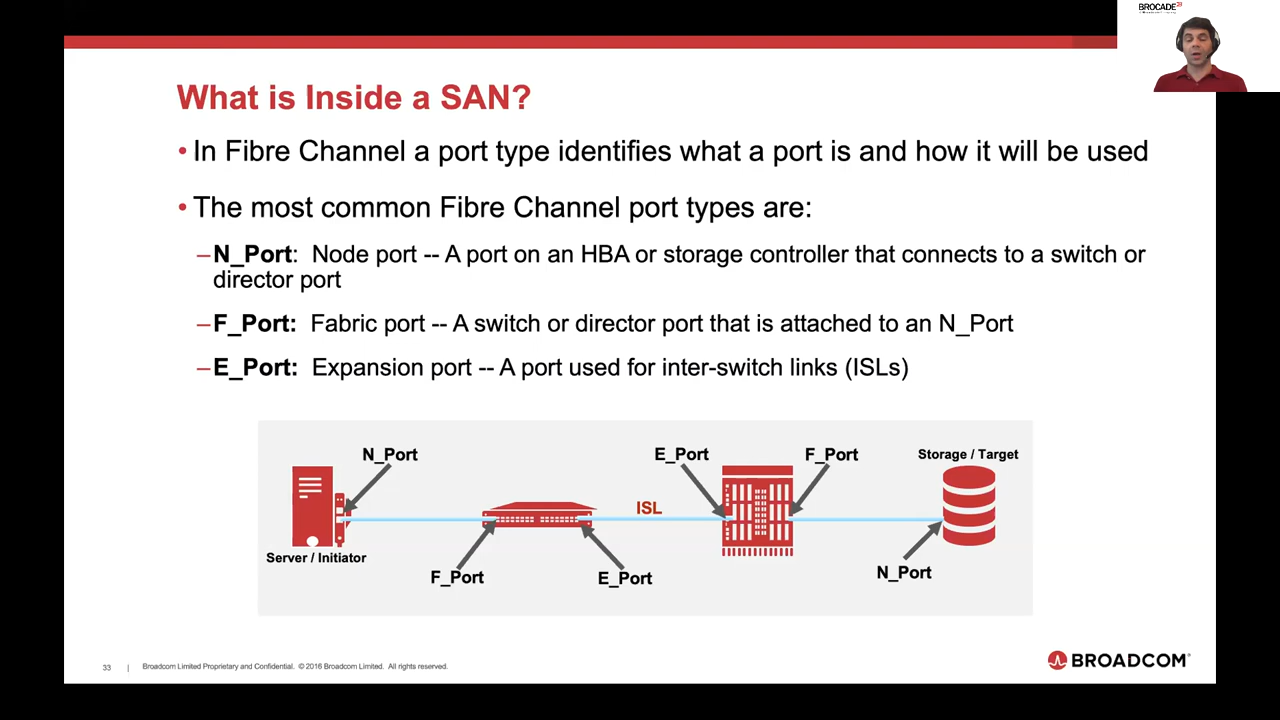 BROCADE
What is Inside a SAN?
• In Fibre Channel a port type identifies what a port is and how it will be used
• The most common Fibre Channel port types are:
–N_Port: Node port -- A port on an HBA or storage controller that connects to a switch or
director port
–F_Port: Fabric port -- A switch or director port that is attached to an N_Port
–E_Port: Expansion port -- A port used for inter-switch links (ISLs)
N_Port
E_Port
F_Port
Storage / Target
ISL
Server / Initiator
F_Port
E_Port
N_Port
33 | Broadcom Limited Proprietary and Confidential. © 2016 Broadcom Limited. All rights reserved.
BROADCOM®